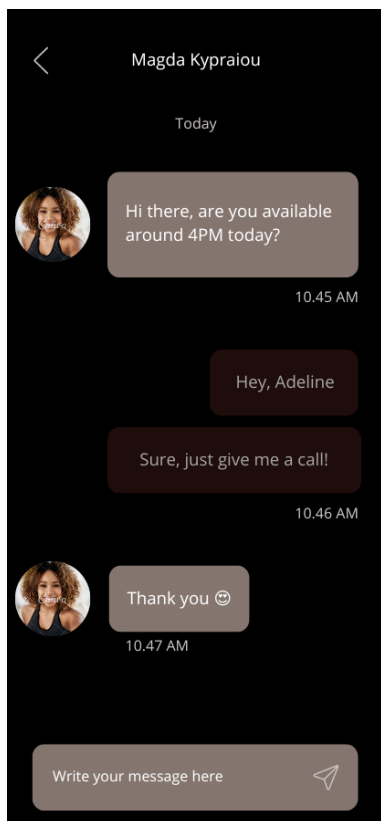 Magda Kypraiou
Today
Hi there, are you available
around 4PM today?
10.45 AM
Hey, Adeline
Sure, just give me a call!
10.46 AM
Thank you 😍
10.47 AM
Write your message here